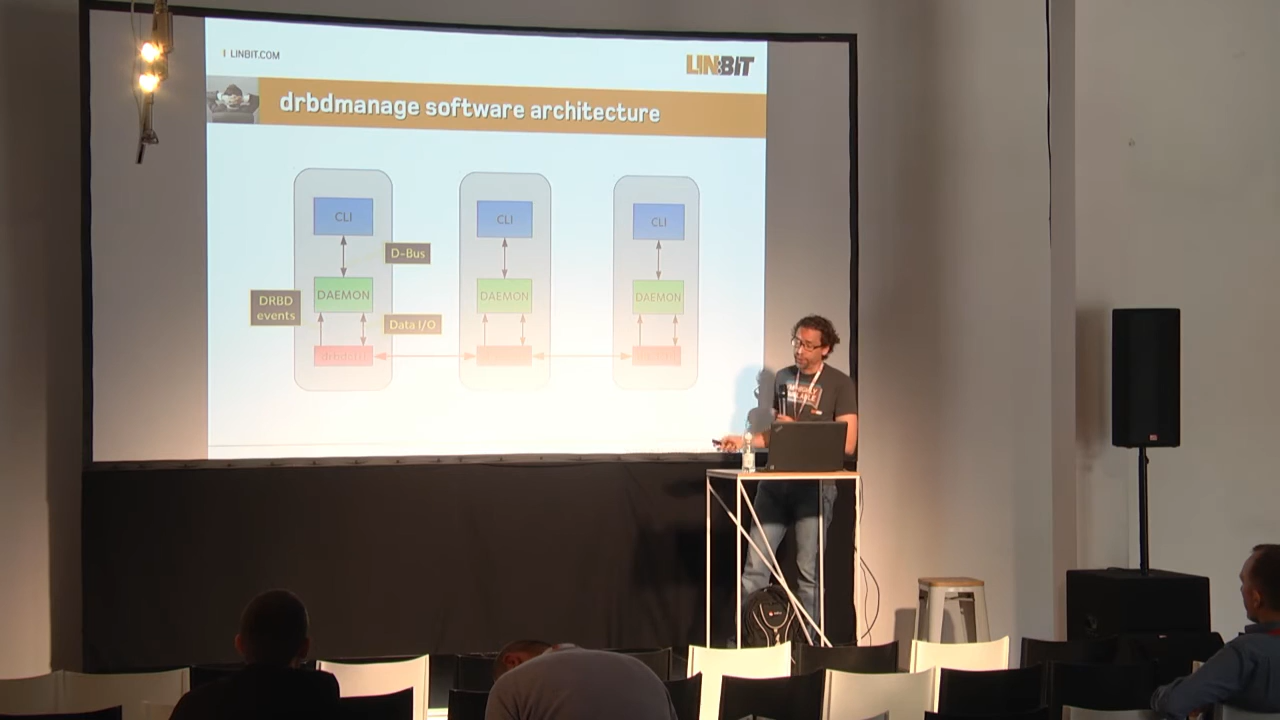 LINBIT.COM
LINBIT
drbdmanage software architecture
CLI
CLI
CLI
D-Bus
DAEMON
DAEMON
DAEMON
DRBD
events
Data I/O